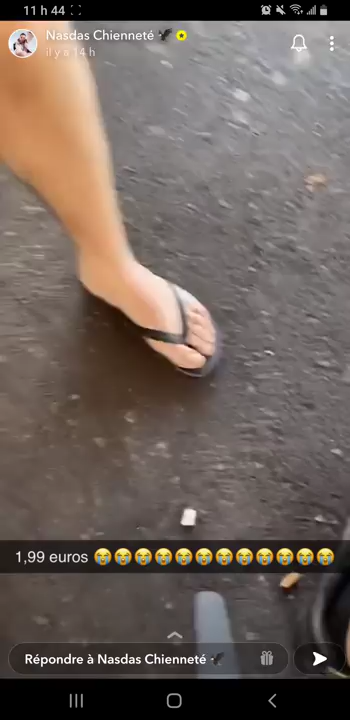 11 h 44
Nasdas Chienneté 🦅 ⭐
il y a 14 h
1,99 euros 😭😭😭😭😭😭😭😭😭😭😭😭
Répondre à Nasdas Chienneté 🦅